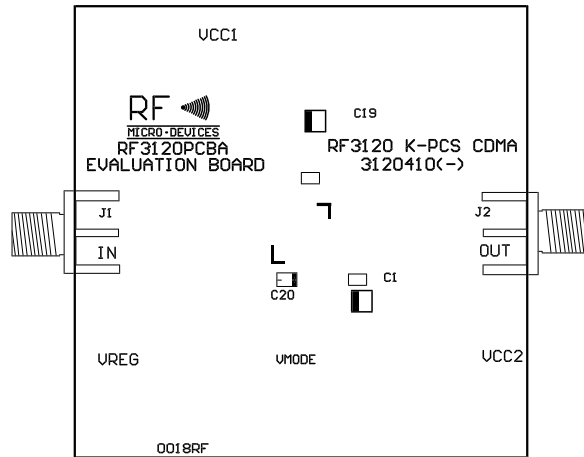 VCC1
RF
MICRO·DEVICES
RF3120PCBA
EVALUATION BOARD
C19
RF3120 K-PCS CDMA
3120410(-)
J1
J2
IN
OUT
C20
C1
VREG
VMODE
VCC2
0018RF